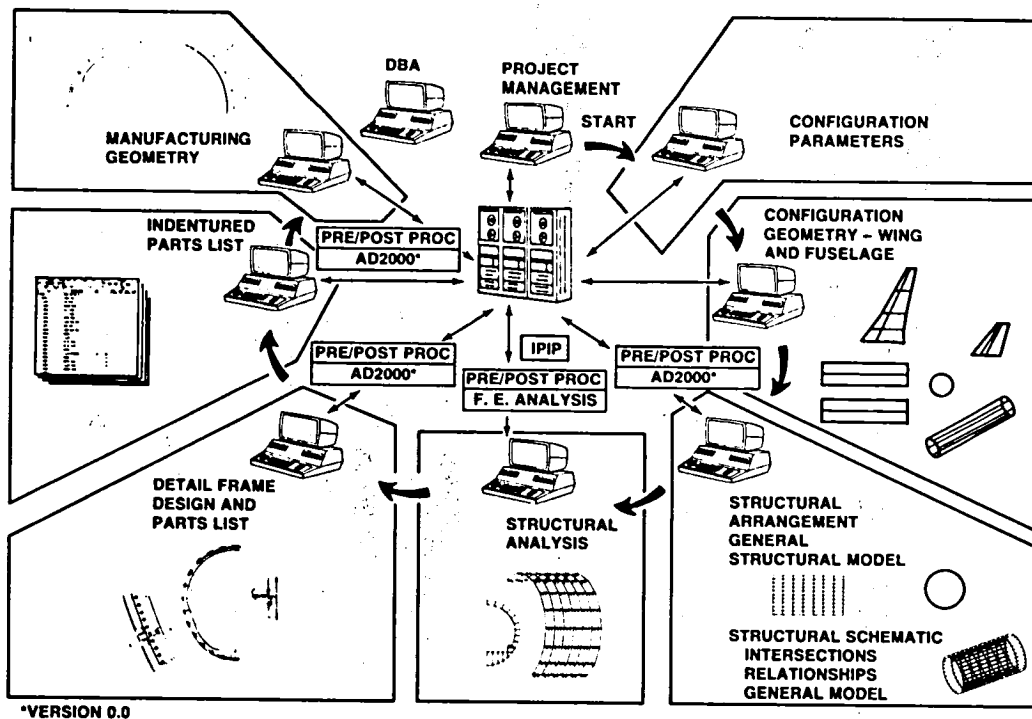 DBA
PROJECT
MANAGEMENT
START
CONFIGURATION
PARAMETERS
MANUFACTURING
GEOMETRY
INDENTURED
PARTS LIST
PRE/POST PROC
AD2000*
CONFIGURATION
GEOMETRY – WING
AND FUSELAGE
IPIP
PRE/POST PROC
AD2000*
PRE/POST PROC
F. E. ANALYSIS
PRE/POST PROC
AD2000*
DETAIL FRAME
DESIGN AND
PARTS LIST
STRUCTURAL
ANALYSIS
STRUCTURAL
ARRANGEMENT
GENERAL
STRUCTURAL MODEL
STRUCTURAL SCHEMATIC
INTERSECTIONS
RELATIONSHIPS
GENERAL MODEL
*VERSION 0.0